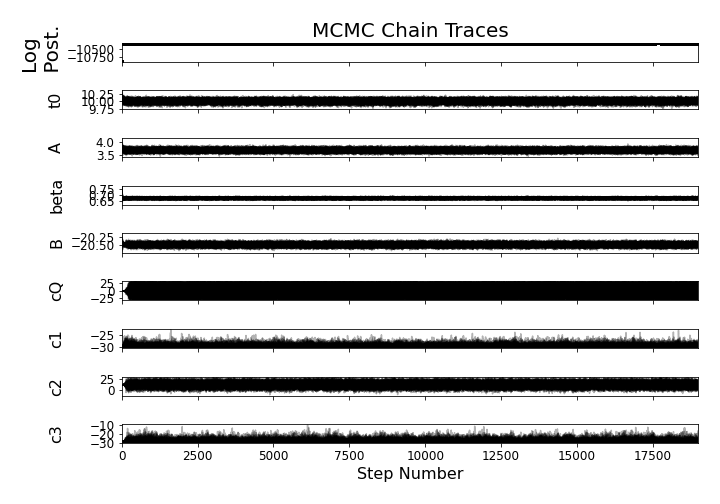 MCMC Chain Traces
Log
Post.
−10500
−10750
t0
10.25
10.00
9.75
A
4.0
3.5
beta
0.75
0.70
0.65
B
−20.25
−20.50
cQ
25
0
−25
c1
−25
−30
c2
25
0
c3
−10
−20
−30
0 2500 5000 7500 10000 12500 15000 17500
Step Number